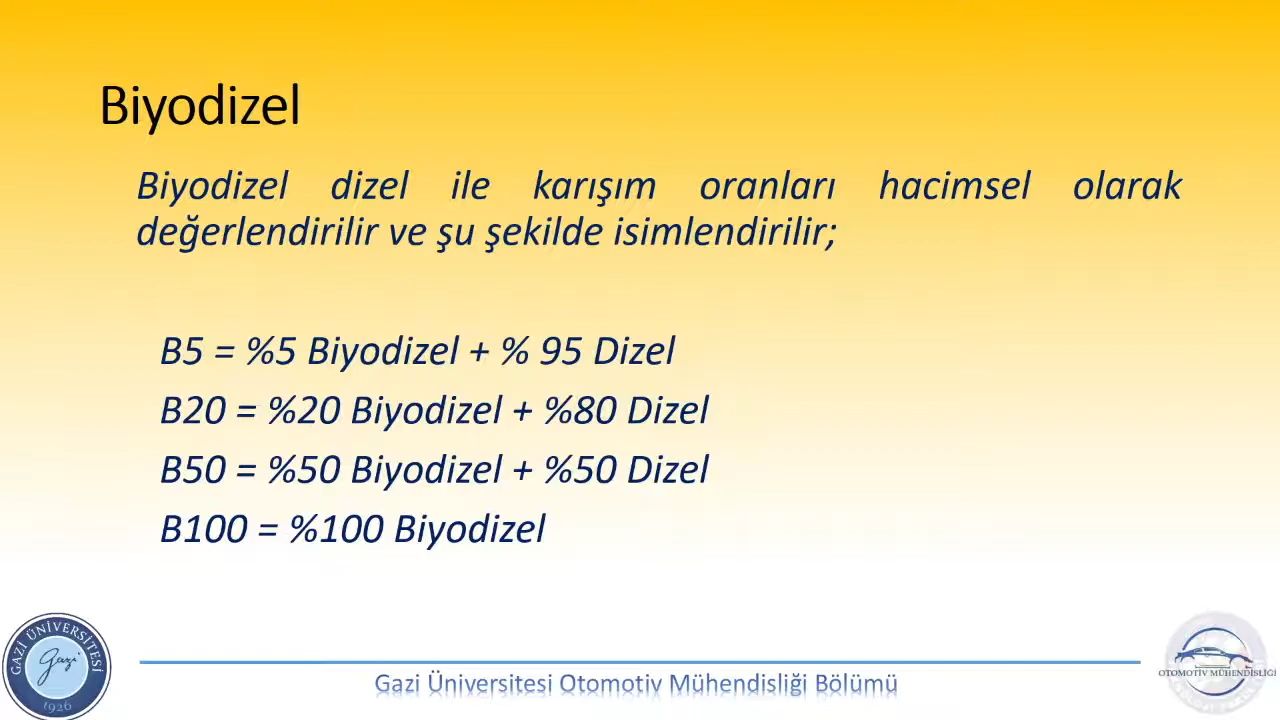 Biyodizel
Biyodizel dizel ile karışım oranları hacimsel olarak
değerlendirilir ve şu şekilde isimlendirilir;
B5 = %5 Biyodizel + % 95 Dizel
B20 = %20 Biyodizel + %80 Dizel
B50 = %50 Biyodizel + %50 Dizel
B100 = %100 Biyodizel
GAZİ ÜNİVERSİTESİ
Gazi
1926
Gazi Üniversitesi Otomotiv Mühendisliği Bölümü
OTOMOTİV MÜHENDİSLİĞİ